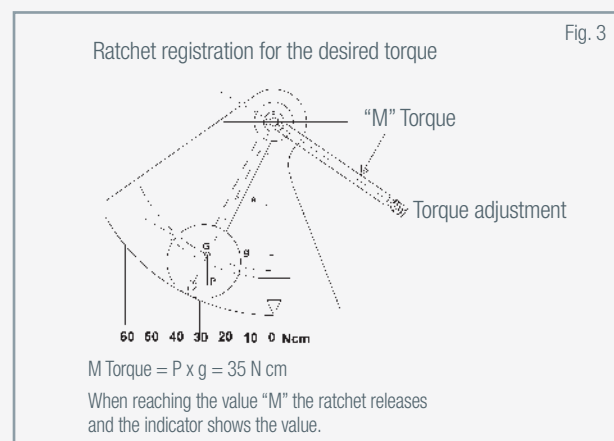 Fig. 3
Ratchet registration for the desired torque
“M” Torque
Torque adjustment
A
G
g
P
60 50 40 30 20 10 0 Ncm
M Torque = P x g = 35 N cm
When reaching the value “M” the ratchet releases
and the indicator shows the value.